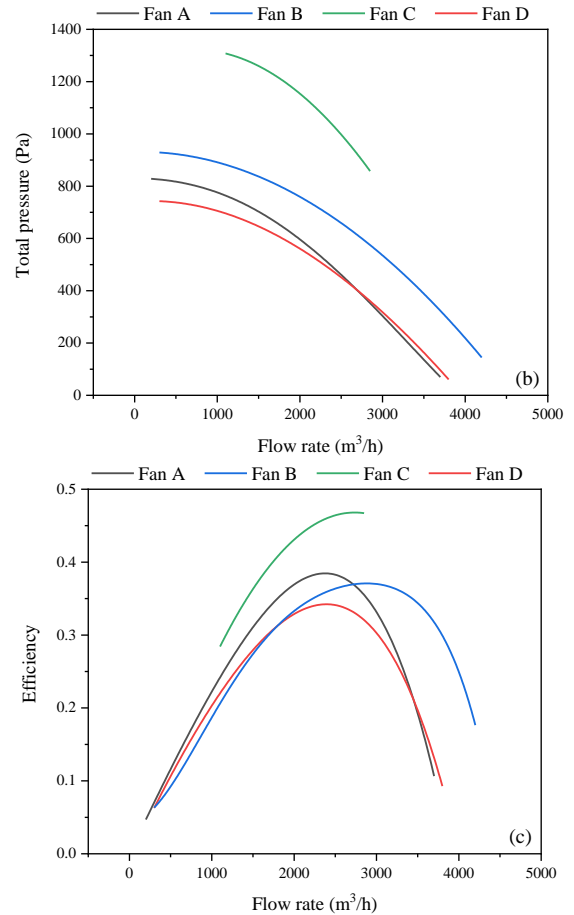 Fan A Fan B Fan C Fan D
1400
1200
1000
800
600
400
200
0
Total pressure (Pa)
(b)
0 1000 2000 3000 4000 5000
Flow rate (m³/h)
Fan A Fan B Fan C Fan D
0.5
0.4
0.3
0.2
0.1
0.0
Efficiency
(c)
0 1000 2000 3000 4000 5000
Flow rate (m³/h)